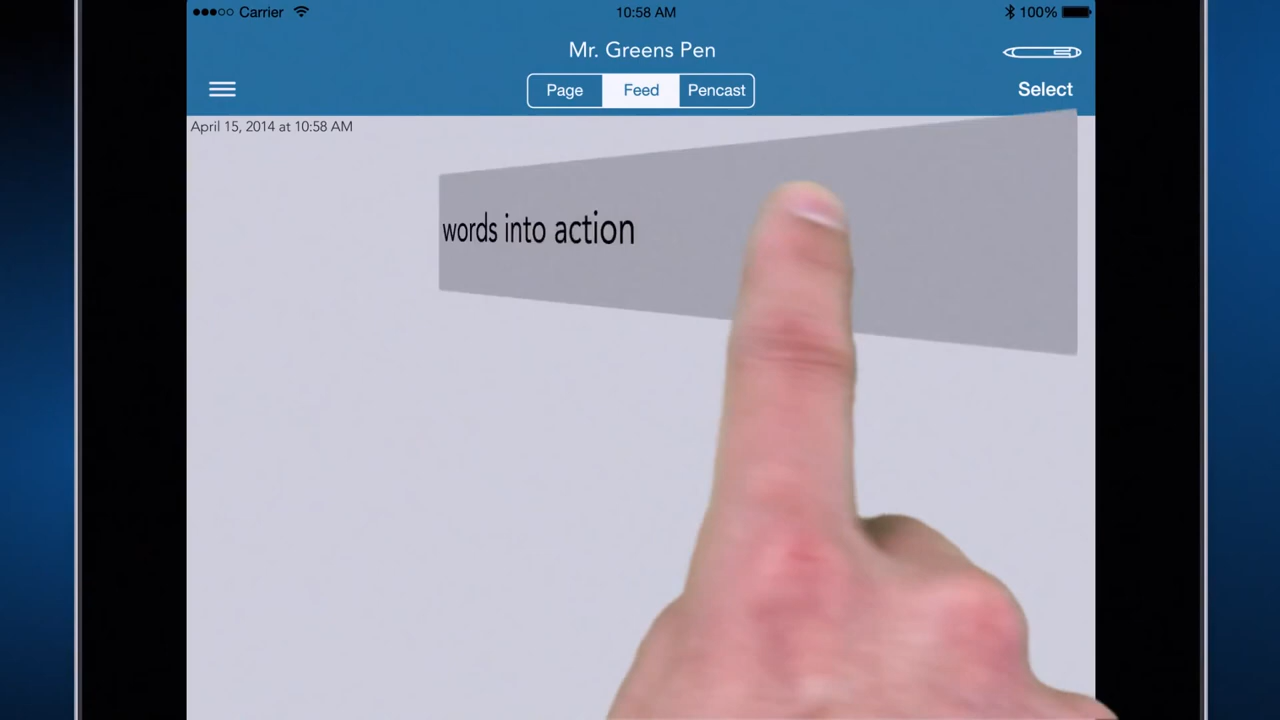 Carrier 10:58 AM 100%
Mr. Greens Pen
Page Feed Pencast Select
April 15, 2014 at 10:58 AM
words into action